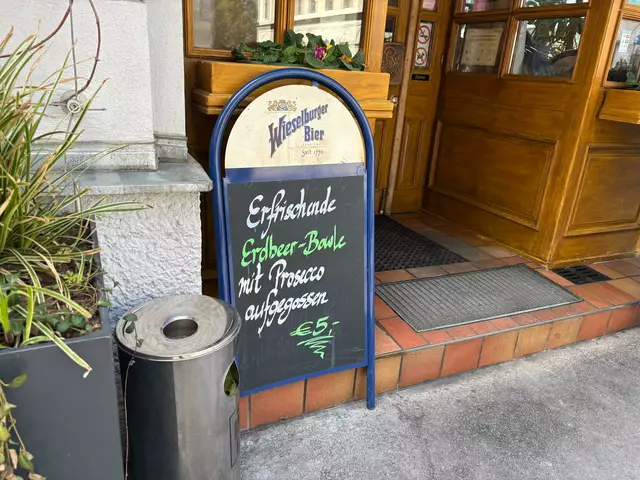 Wieselburger
Bier
Seit 1770
Erfrischende
Erdbeer-Bowle
mit Prosecco
aufgegossen
€5,-